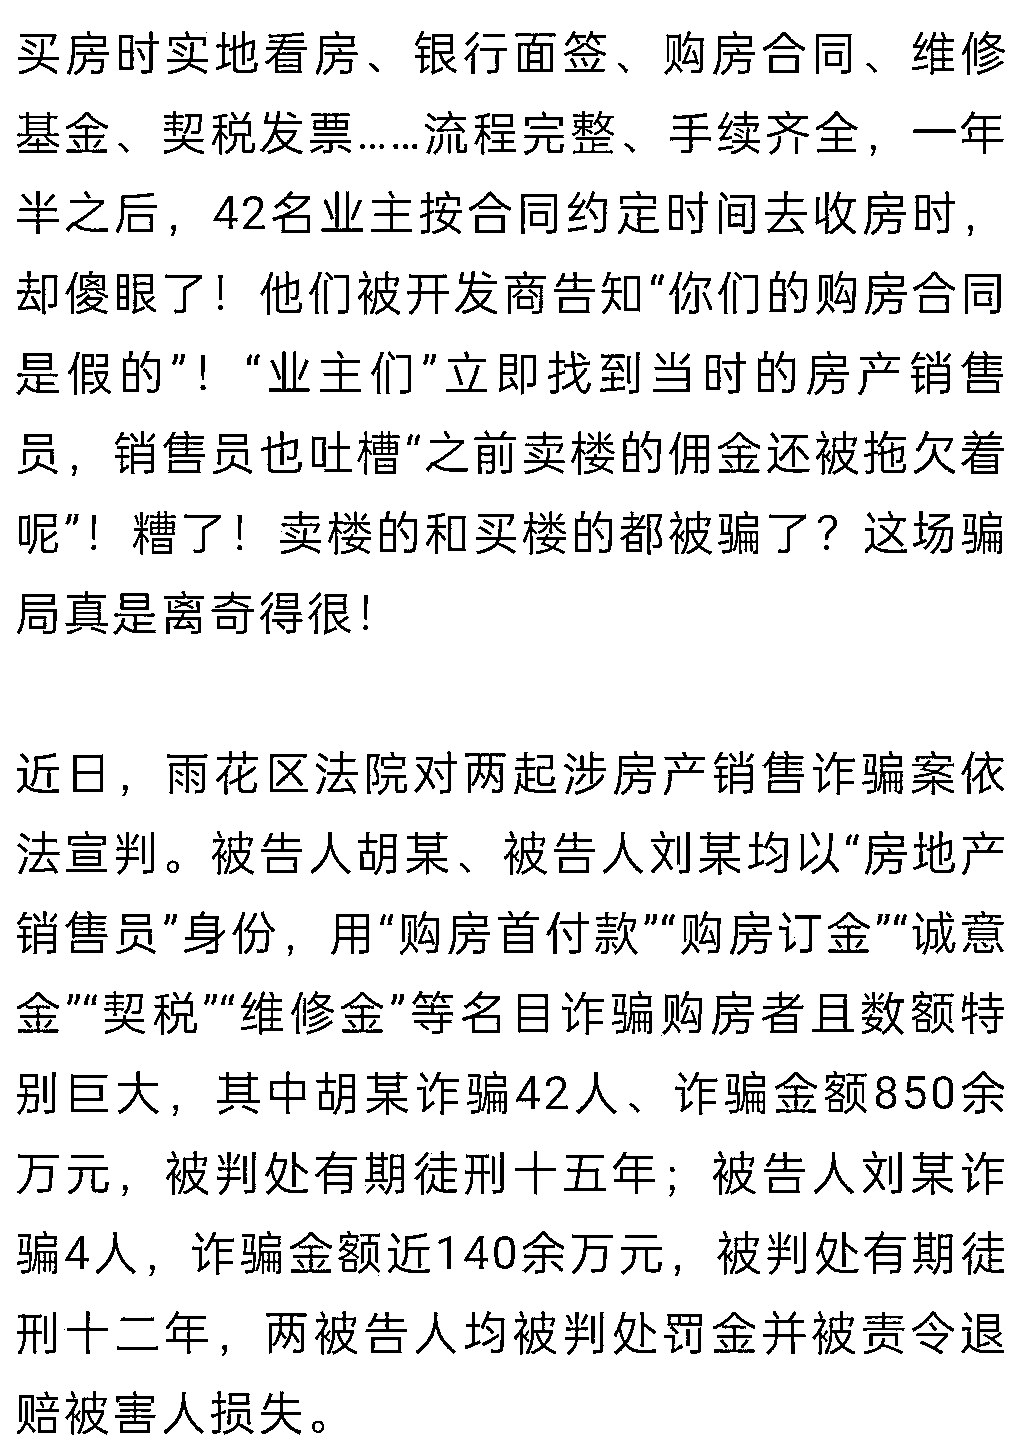 买房时实地看房、银行面签、购房合同、维修
基金、契税发票……流程完整、手续齐全，一年
半之后，42名业主按合同约定时间去收房时，
却傻眼了！他们被开发商告知“你们的购房合同
是假的”！“业主们”立即找到当时的房产销售
员，销售员也吐槽“之前卖楼的佣金还被拖欠着
呢”！糟了！卖楼的和买楼的都被骗了？这场骗
局真是离奇得很！
近日，雨花区法院对两起涉房产销售诈骗案依
法宣判。被告人胡某、被告人刘某均以“房地产
销售员”身份，用“购房首付款”“购房订金”“诚意
金”“契税”“维修金”等名目诈骗购房者且数额特
别巨大，其中胡某诈骗42人、诈骗金额850余
万元，被判处有期徒刑十五年；被告人刘某诈
骗4人，诈骗金额近140余万元，被判处有期徒
刑十二年，两被告人均被判处罚金并被责令退
赔被害人损失。